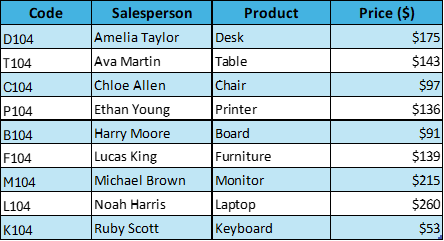 Code Salesperson Product Price ($)
D104 Amelia Taylor Desk $175
T104 Ava Martin Table $143
C104 Chloe Allen Chair $97
P104 Ethan Young Printer $136
B104 Harry Moore Board $91
F104 Lucas King Furniture $139
M104 Michael Brown Monitor $215
L104 Noah Harris Laptop $260
K104 Ruby Scott Keyboard $53